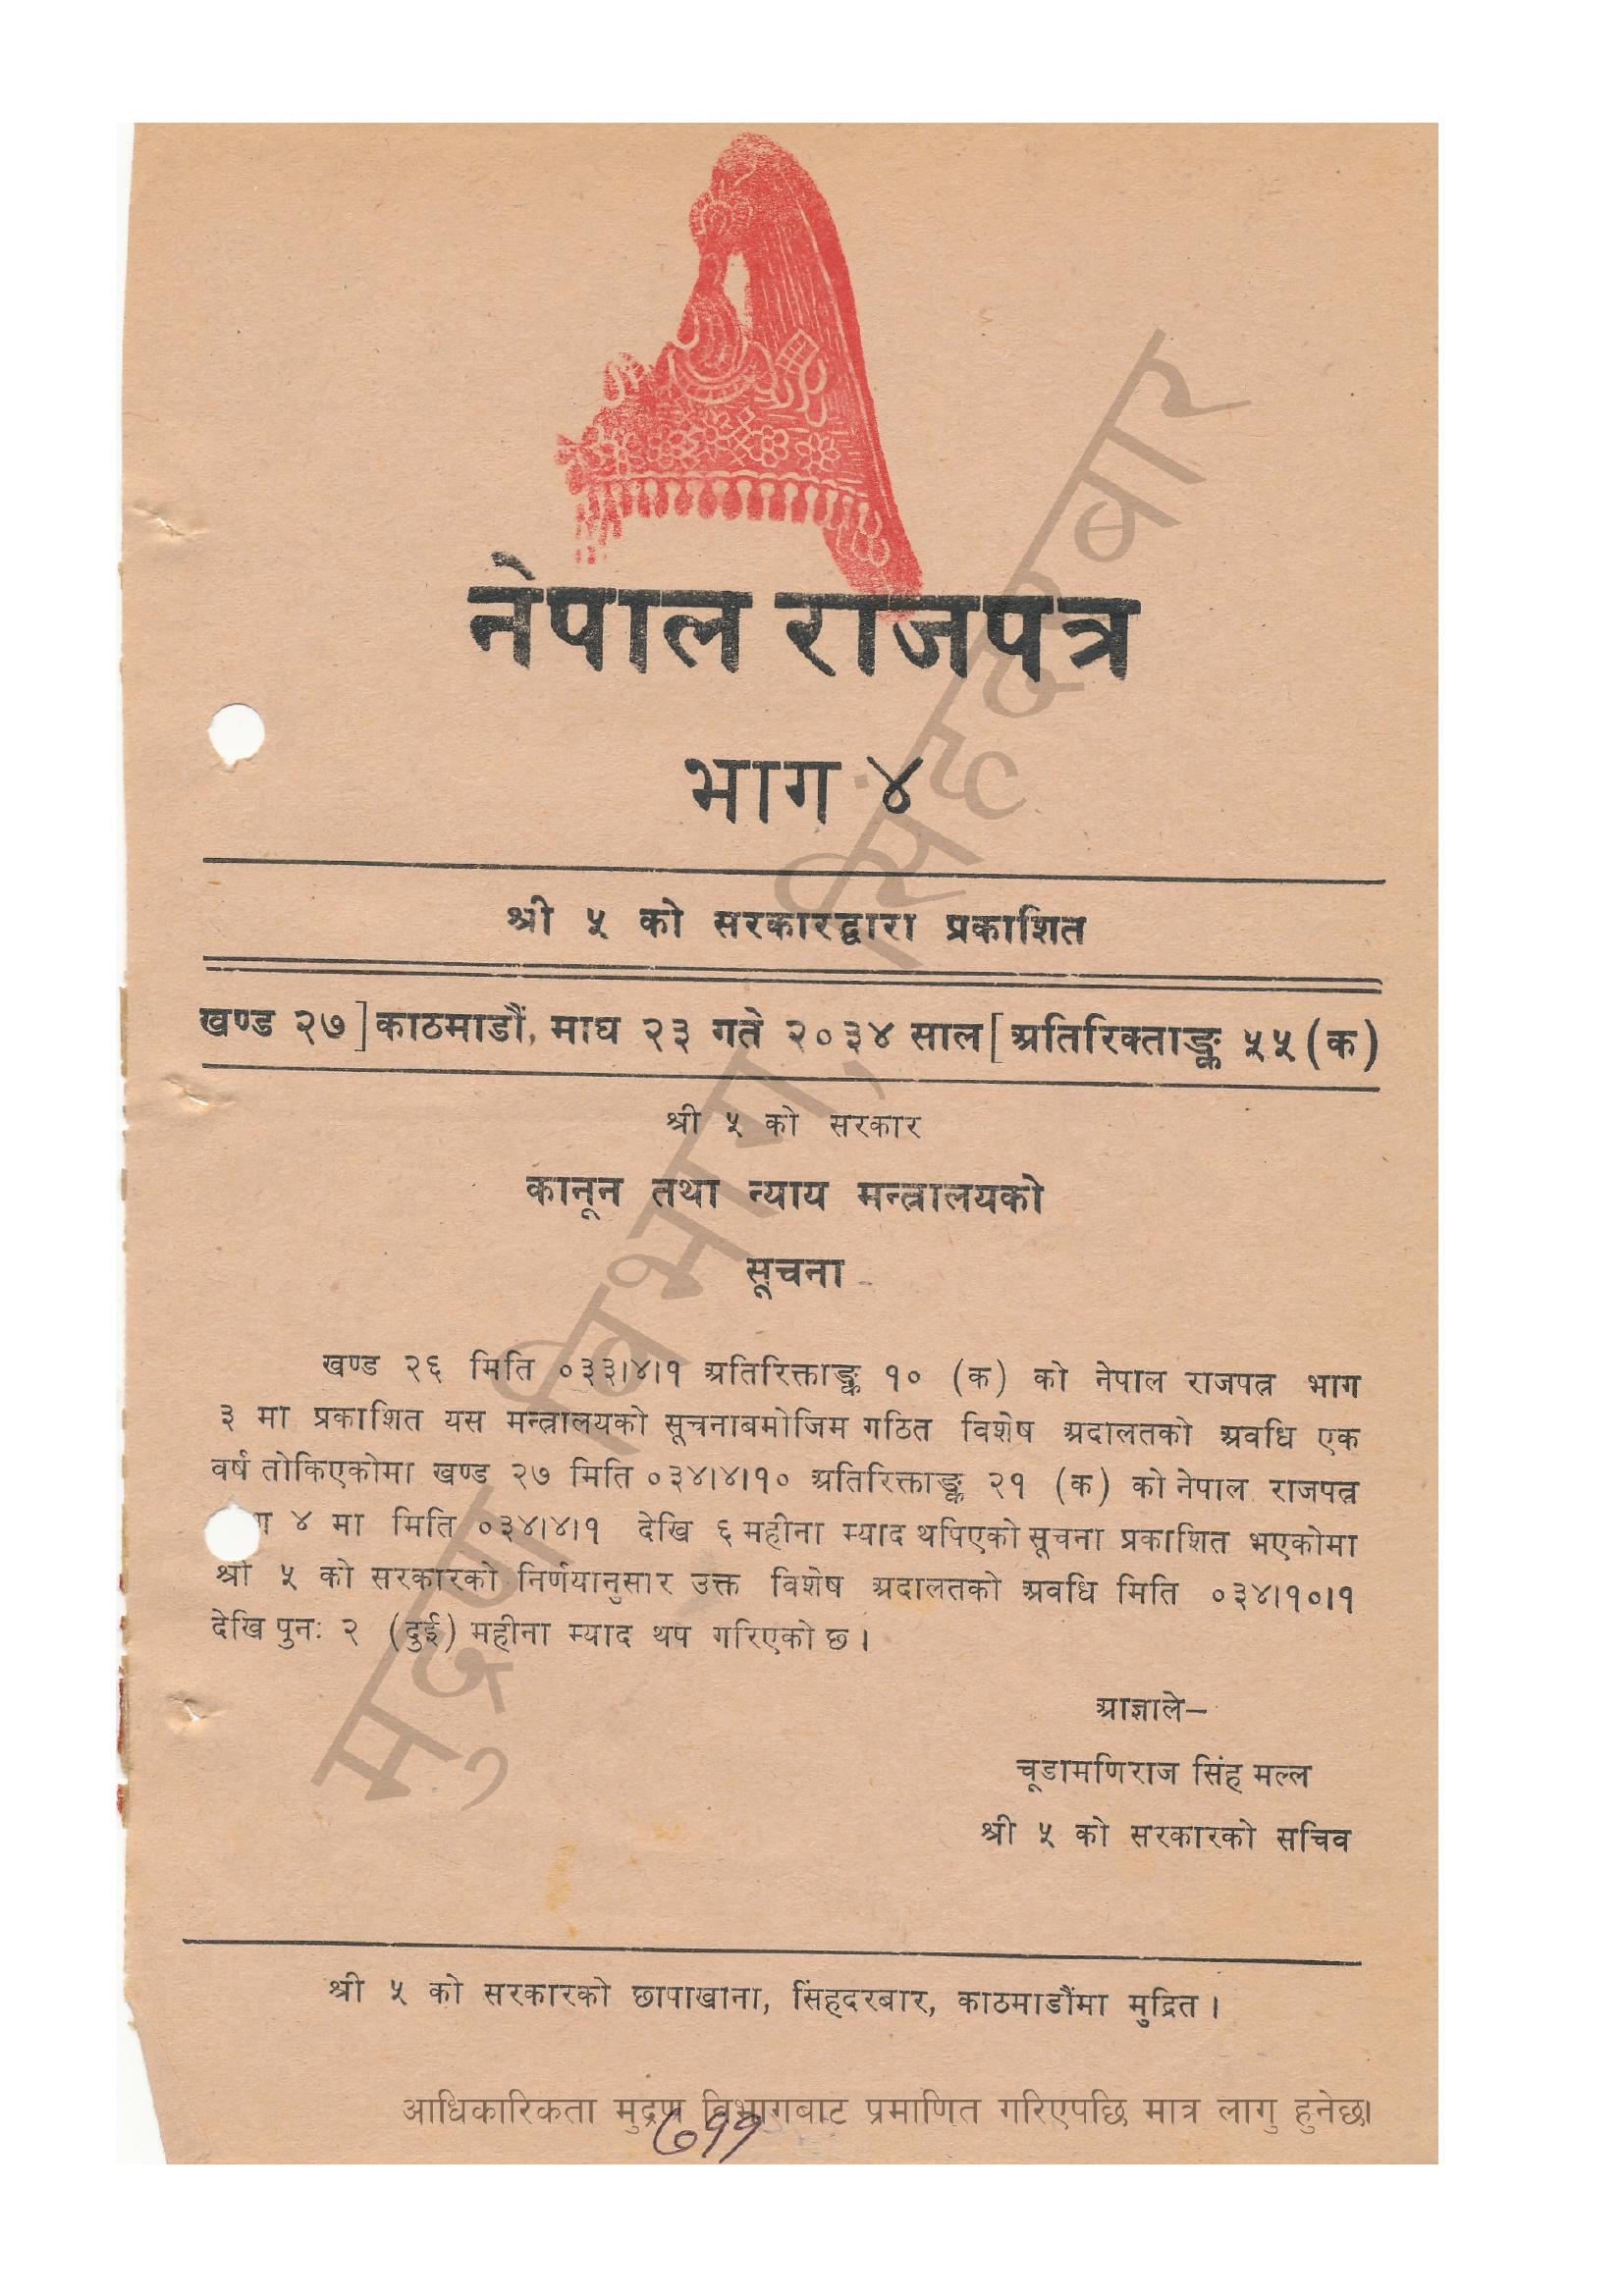 नेपाल राजपत्र
भाग ४
श्री ५ को सरकारद्वारा प्रकाशित
खण्ड २७] काठमाडौं, माघ २३ गते २०३४ साल [अतिरिक्ताङ्क ५५ (क)
श्री ५ को सरकार
कानून तथा न्याय मन्त्रालयको
सूचना
खण्ड २६ मिति ०३३।४।१ अतिरिक्ताङ्क १० (क) को नेपाल राजपत्र भाग
३ मा प्रकाशित यस मन्त्रालयको सूचनाबमोजिम गठित विशेष अदालतको अवधि एक
वर्ष तोकिएकोमा खण्ड २७ मिति ०३४।४।१० अतिरिक्ताङ्क २१ (क) को नेपाल राजपत्र
४ मा मिति ०३४।४।१ देखि ६ महीना म्याद थपिएको सूचना प्रकाशित भएकोमा
श्री ५ को सरकारको निर्णयानुसार उक्त विशेष अदालतको अवधि मिति ०३४।१०।१
देखि पुनः २ (दुई) महीना म्याद थप गरिएको छ ।
आज्ञाले–
चूडामणिराज सिंह मल्ल
श्री ५ को सरकारको सचिव
श्री ५ को सरकारको छापाखाना, सिंहदरबार, काठमाडौंमा मुद्रित ।
आधिकारिकता मुद्रण विभागबाट प्रमाणित गरिएपछि मात्र लागु हुनेछ।
७११
मुद्रण विभाग, सिंहदरबार